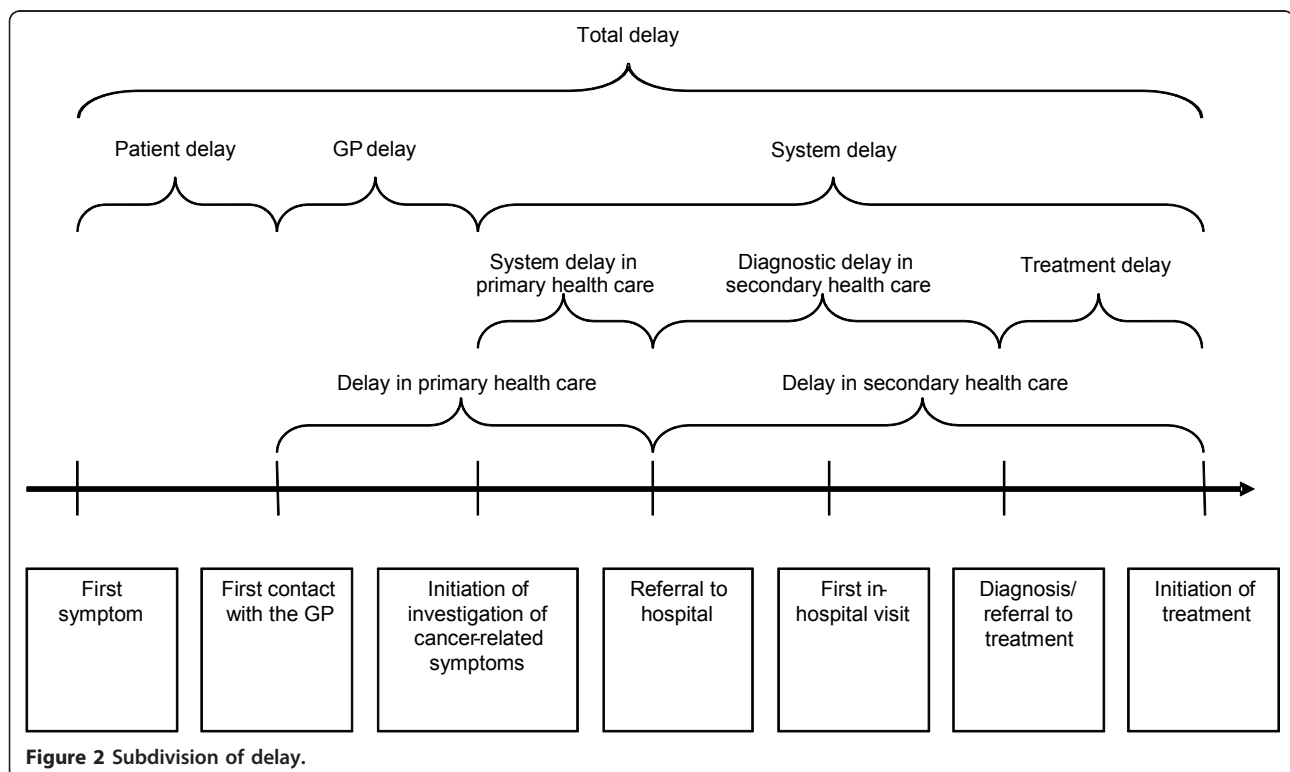 Total delay
Patient delay
GP delay
System delay
System delay in
primary health care
Diagnostic delay in
secondary health care
Treatment delay
Delay in primary health care
Delay in secondary health care
First
symptom
First contact
with the GP
Initiation of
investigation of
cancer-related
symptoms
Referral to
hospital
First in-
hospital visit
Diagnosis/
referral to
treatment
Initiation of
treatment
Figure 2 Subdivision of delay.